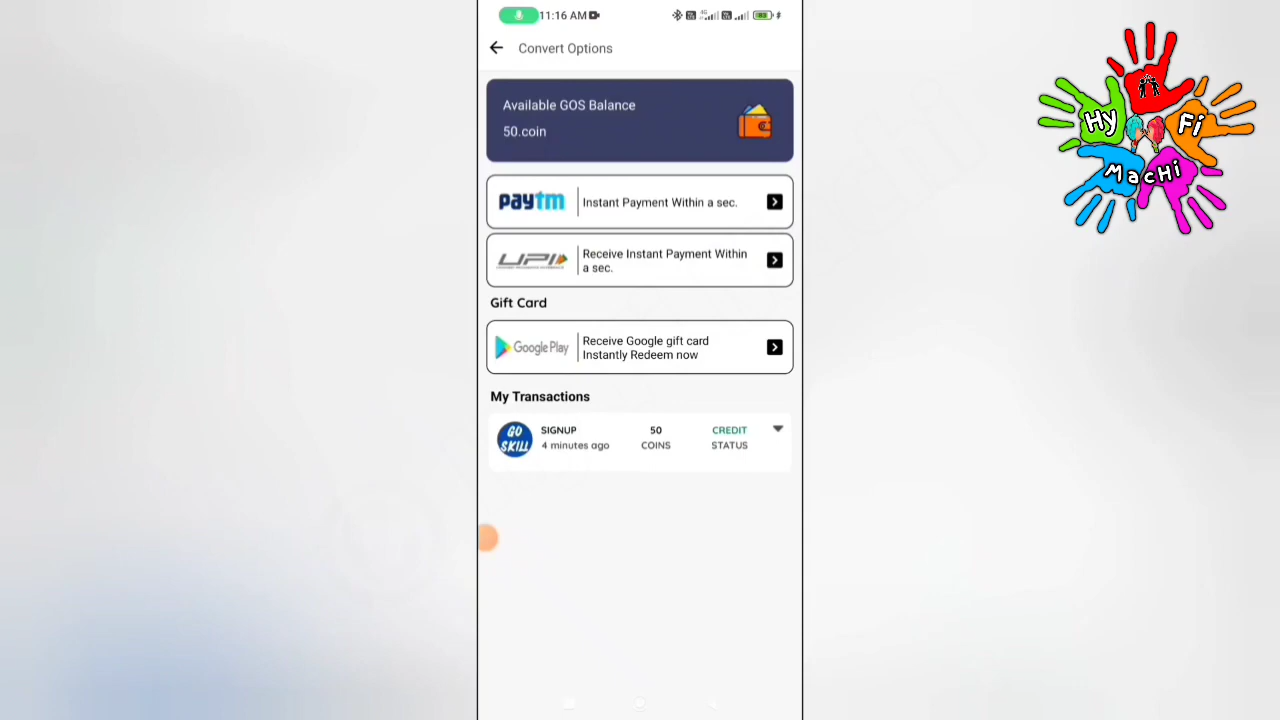 11:16 AM
Convert Options
Available GOS Balance
50.coin
paytm
Instant Payment Within a sec.
UPI
Receive Instant Payment Within
a sec.
Gift Card
Google Play
Receive Google gift card
Instantly Redeem now
My Transactions
GO
SKILL
SIGNUP
50
CREDIT
4 minutes ago
COINS
STATUS
Hy
Fi
MacHi